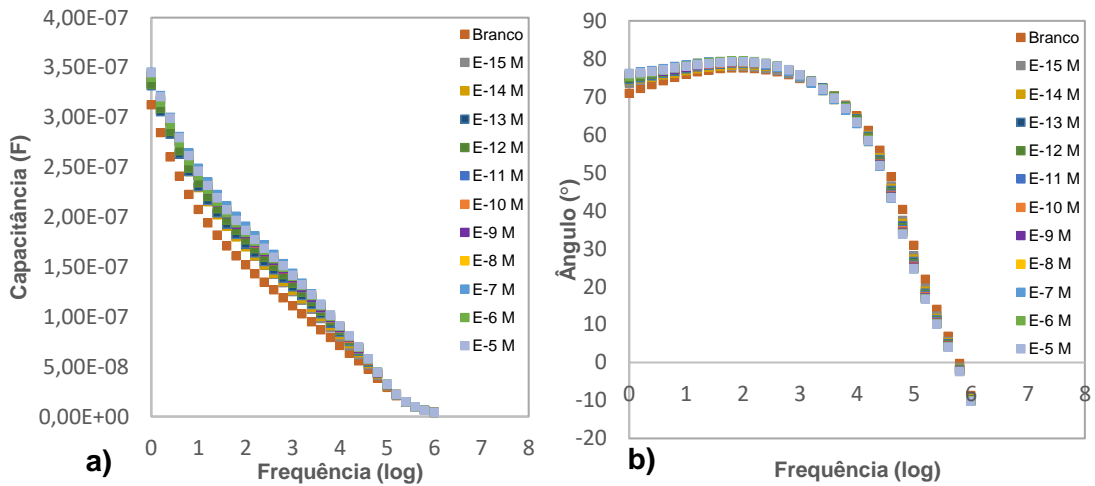 4,00E-07
3,50E-07
3,00E-07
2,50E-07
2,00E-07
1,50E-07
1,00E-07
5,00E-08
0,00E+00
Capacitância (F)
0 1 2 3 4 5 6 7 8
Frequência (log)
a)
Branco
E-15 M
E-14 M
E-13 M
E-12 M
E-11 M
E-10 M
E-9 M
E-8 M
E-7 M
E-6 M
E-5 M
90
80
70
60
50
40
30
20
10
0
-10
-20
Ângulo (°)
0 1 2 3 4 5 6 7 8
Frequência (log)
b)
Branco
E-15 M
E-14 M
E-13 M
E-12 M
E-11 M
E-10 M
E-9 M
E-8 M
E-7 M
E-6 M
E-5 M